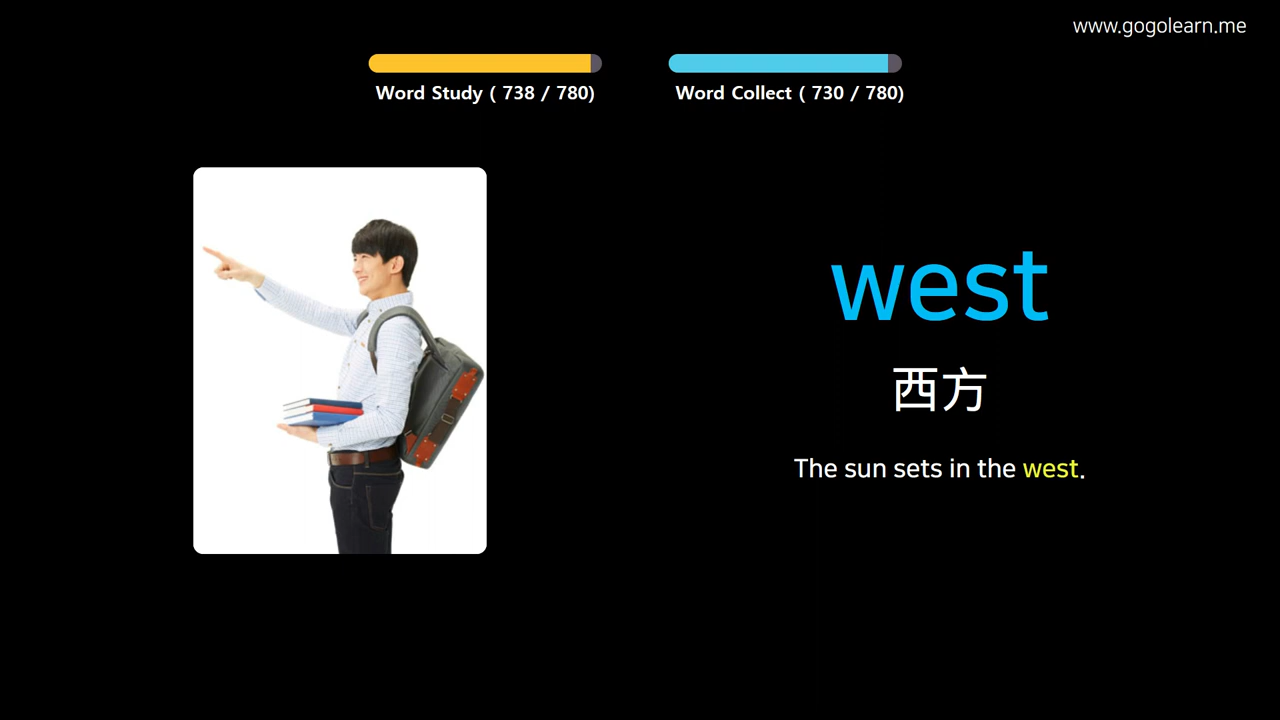 www.gogolearn.me
Word Study ( 738 / 780)
Word Collect ( 730 / 780)
west
西方
The sun sets in the west.